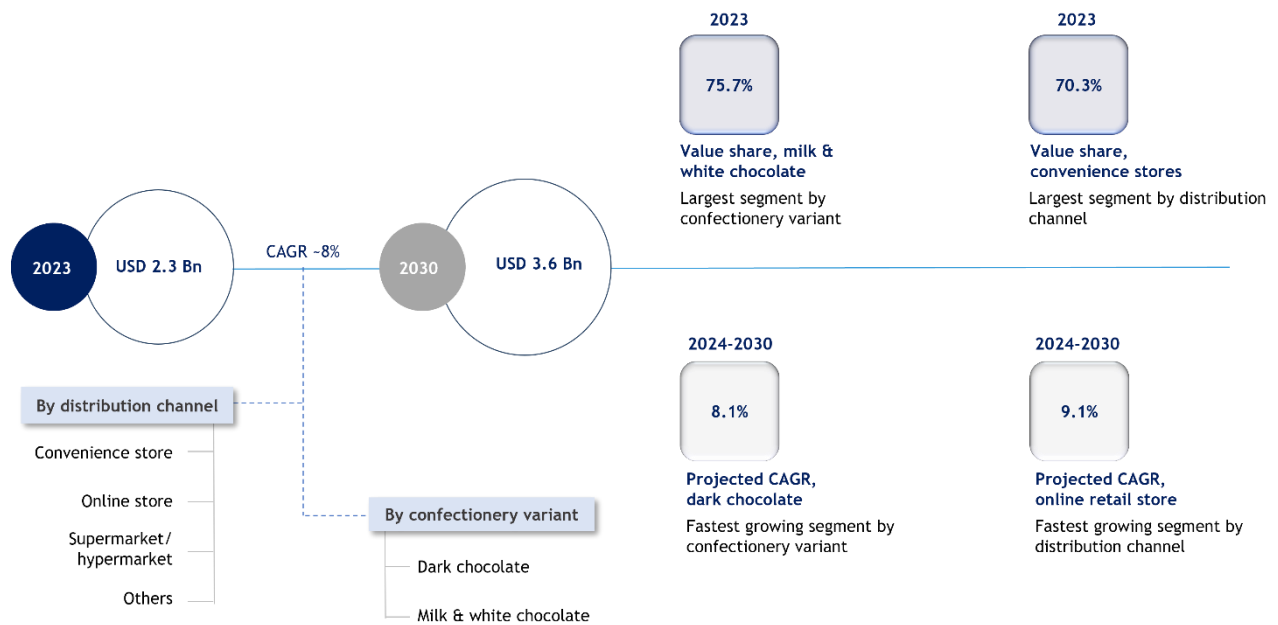 2023
USD 2.3 Bn
CAGR ~8%
2030
USD 3.6 Bn
By distribution channel
Convenience store
Online store
Supermarket/
hypermarket
Others
By confectionery variant
Dark chocolate
Milk & white chocolate
2023
75.7%
Value share, milk &
white chocolate
Largest segment by
confectionery variant
2023
70.3%
Value share,
convenience stores
Largest segment by distribution
channel
2024-2030
8.1%
Projected CAGR,
dark chocolate
Fastest growing segment by
confectionery variant
2024-2030
9.1%
Projected CAGR,
online retail store
Fastest growing segment by
distribution channel